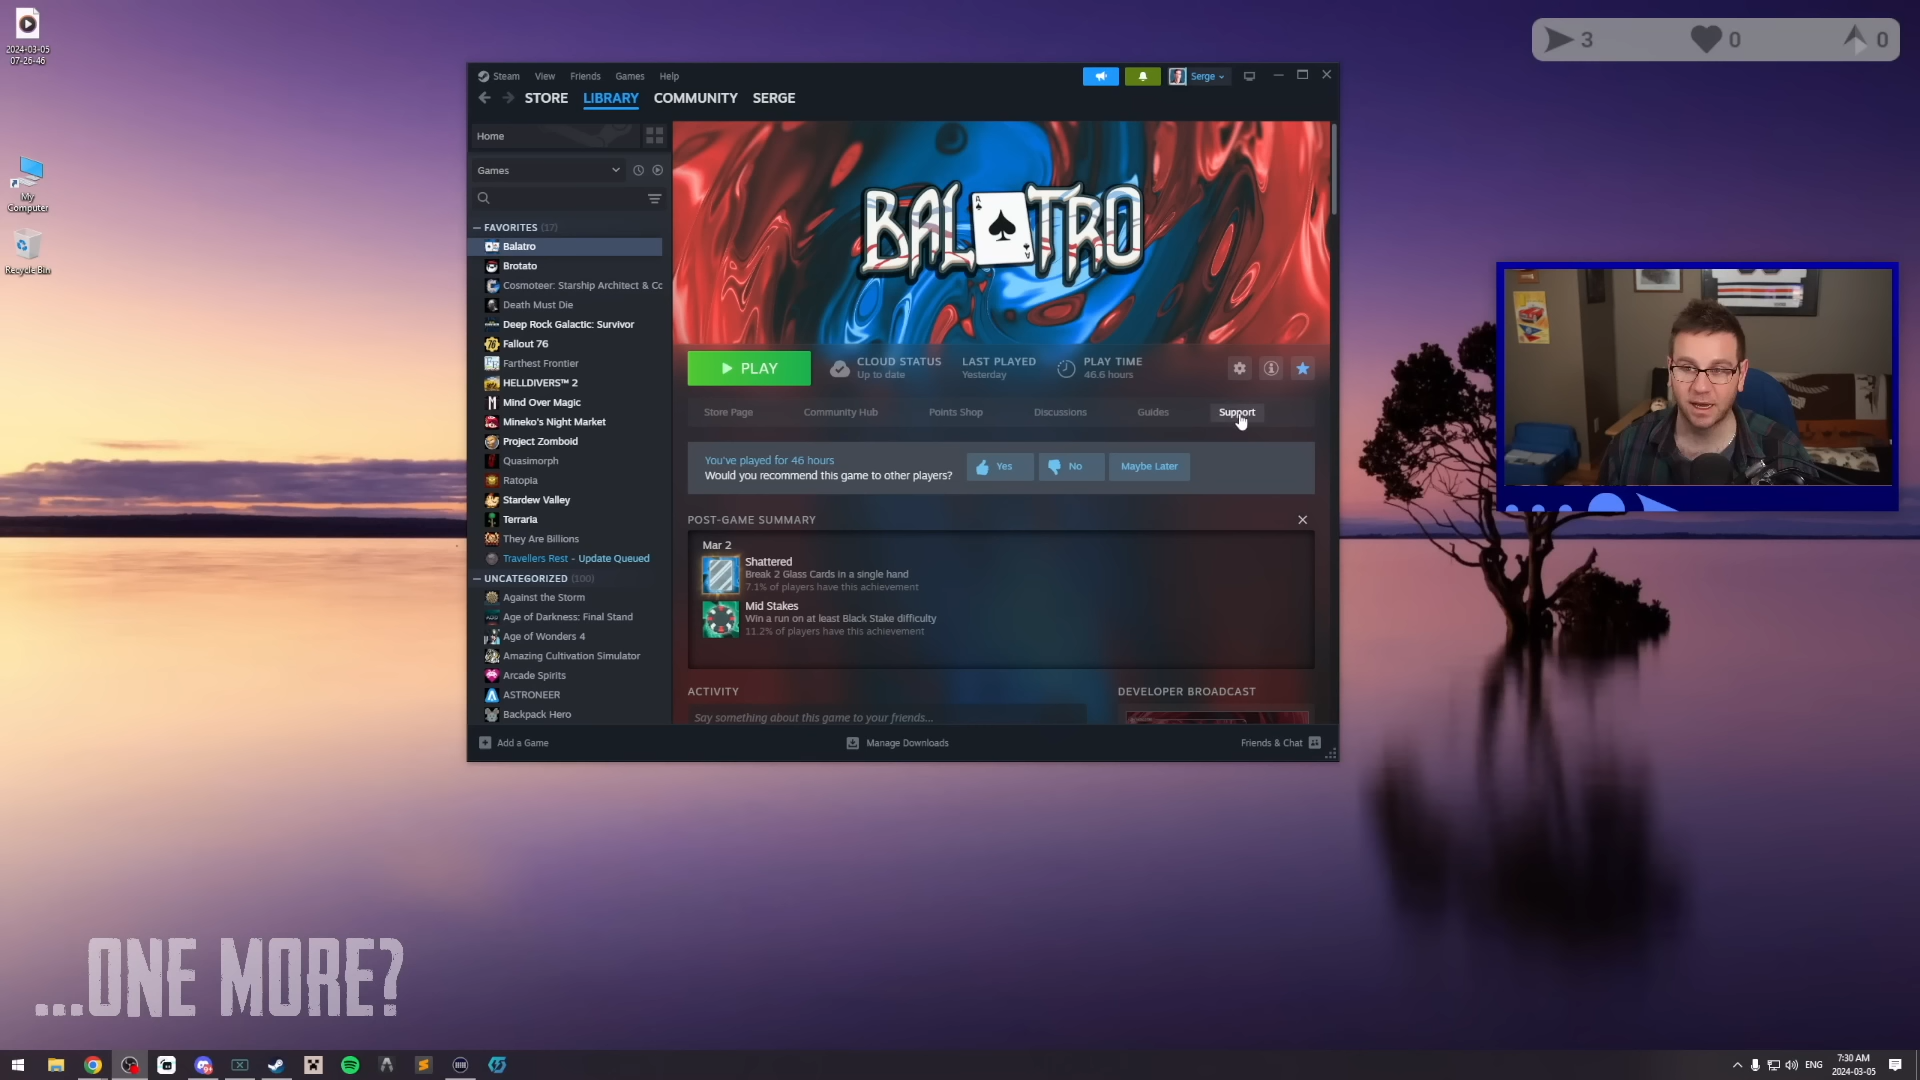 2024-03-05
07-26-46
My
Computer
Recycle Bin
3
0
0
Steam View Friends Games Help
Serge
STORE LIBRARY COMMUNITY SERGE
Home
Games
FAVORITES (17)
Balatro
Brotato
Cosmoteer: Starship Architect & Cc
Death Must Die
Deep Rock Galactic: Survivor
Fallout 76
Farthest Frontier
HELLDIVERS™ 2
Mind Over Magic
Mineko's Night Market
Project Zomboid
Quasimorph
Ratopia
Stardew Valley
Terraria
They Are Billions
Travellers Rest - Update Queued
UNCATEGORIZED (100)
Against the Storm
Age of Darkness: Final Stand
Age of Wonders 4
Amazing Cultivation Simulator
Arcade Spirits
ASTRONEER
Backpack Hero
BALATRO
PLAY
CLOUD STATUS
Up to date
LAST PLAYED
Yesterday
PLAY TIME
46.6 hours
Store Page Community Hub Points Shop Discussions Guides Support
You've played for 46 hours
Would you recommend this game to other players?
Yes No Maybe Later
POST-GAME SUMMARY
Mar 2
Shattered
Break 2 Glass Cards in a single hand
7.1% of players have this achievement
Mid Stakes
Win a run on at least Black Stake difficulty
11.2% of players have this achievement
ACTIVITY
DEVELOPER BROADCAST
Say something about this game to your friends...
Add a Game
Manage Downloads
Friends & Chat
...ONE MORE?
ENG
7:30 AM
2024-03-05